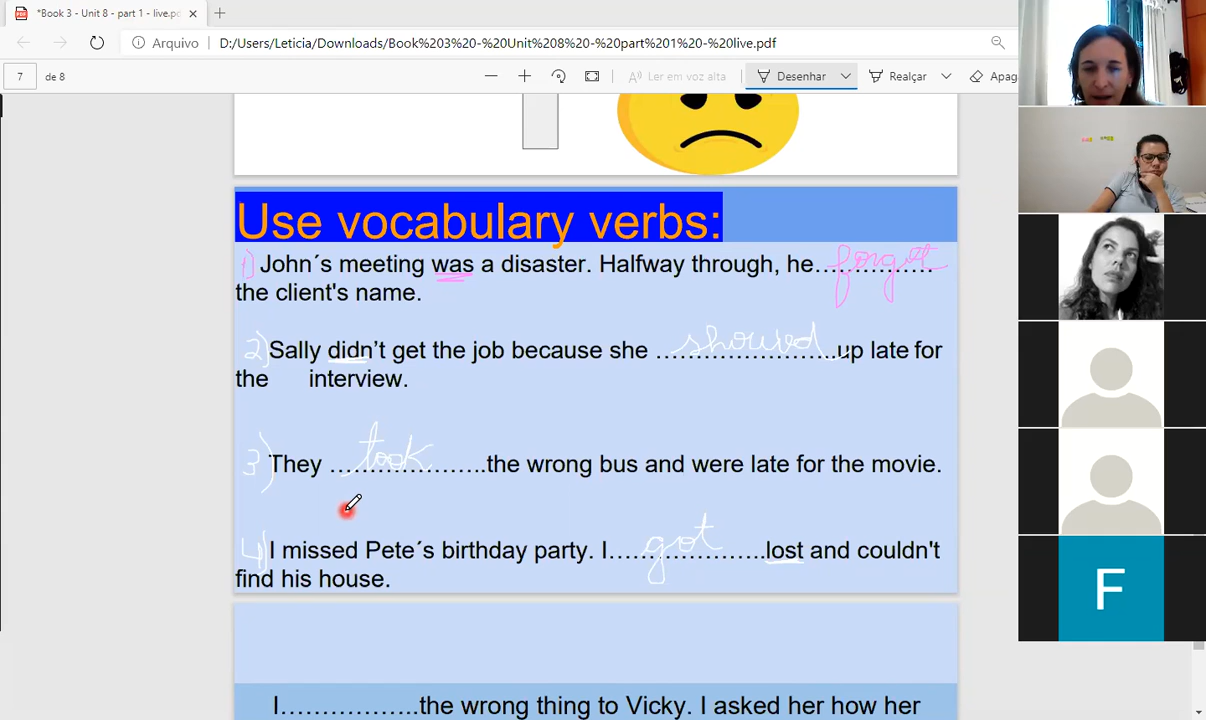 *Book 3 - Unit 8 - part 1 - live.pd
Arquivo D:/Users/Leticia/Downloads/Book%203%20-%20Unit%208%20-%20part%201%20-%20live.pdf
7 de 8 Ler em voz alta Desenhar Realçar Apag
Use vocabulary verbs:
1) John´s meeting was a disaster. Halfway through, he.. forgot
the client's name.
2) Sally didn't get the job because she showed up late for
the interview.
3) They took the wrong bus and were late for the movie.
4) I missed Pete´s birthday party. I got lost and couldn't
find his house.
I……………..the wrong thing to Vicky. I asked her how her
F